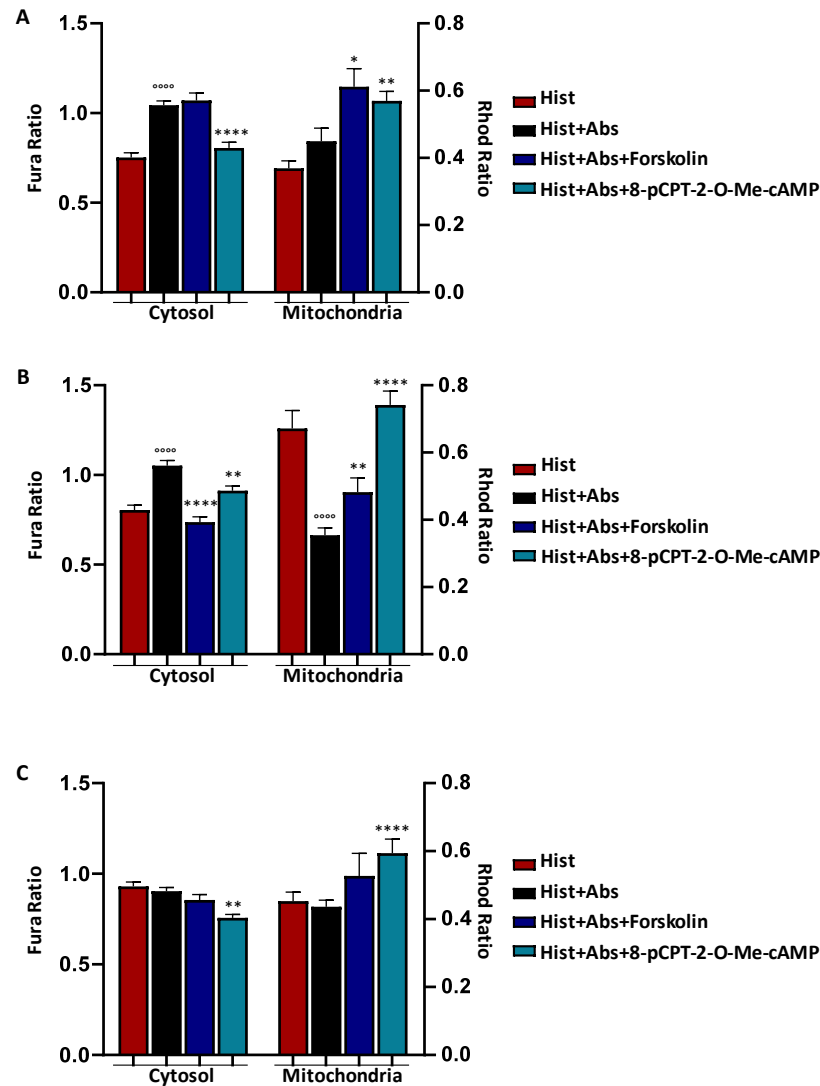 A
1.5
1.0
0.5
0.0
Fura Ratio
°°°°
****
*
**
0.8
0.6
0.4
0.2
0.0
Rhod Ratio
Cytosol
Mitochondria
Hist
Hist+Abs
Hist+Abs+Forskolin
Hist+Abs+8-pCPT-2-O-Me-cAMP
B
1.5
1.0
0.5
0.0
Fura Ratio
°°°°
****
**
°°°°
**
****
0.8
0.6
0.4
0.2
0.0
Rhod Ratio
Cytosol
Mitochondria
Hist
Hist+Abs
Hist+Abs+Forskolin
Hist+Abs+8-pCPT-2-O-Me-cAMP
C
1.5
1.0
0.5
0.0
Fura Ratio
**
****
0.8
0.6
0.4
0.2
0.0
Rhod Ratio
Cytosol
Mitochondria
Hist
Hist+Abs
Hist+Abs+Forskolin
Hist+Abs+8-pCPT-2-O-Me-cAMP